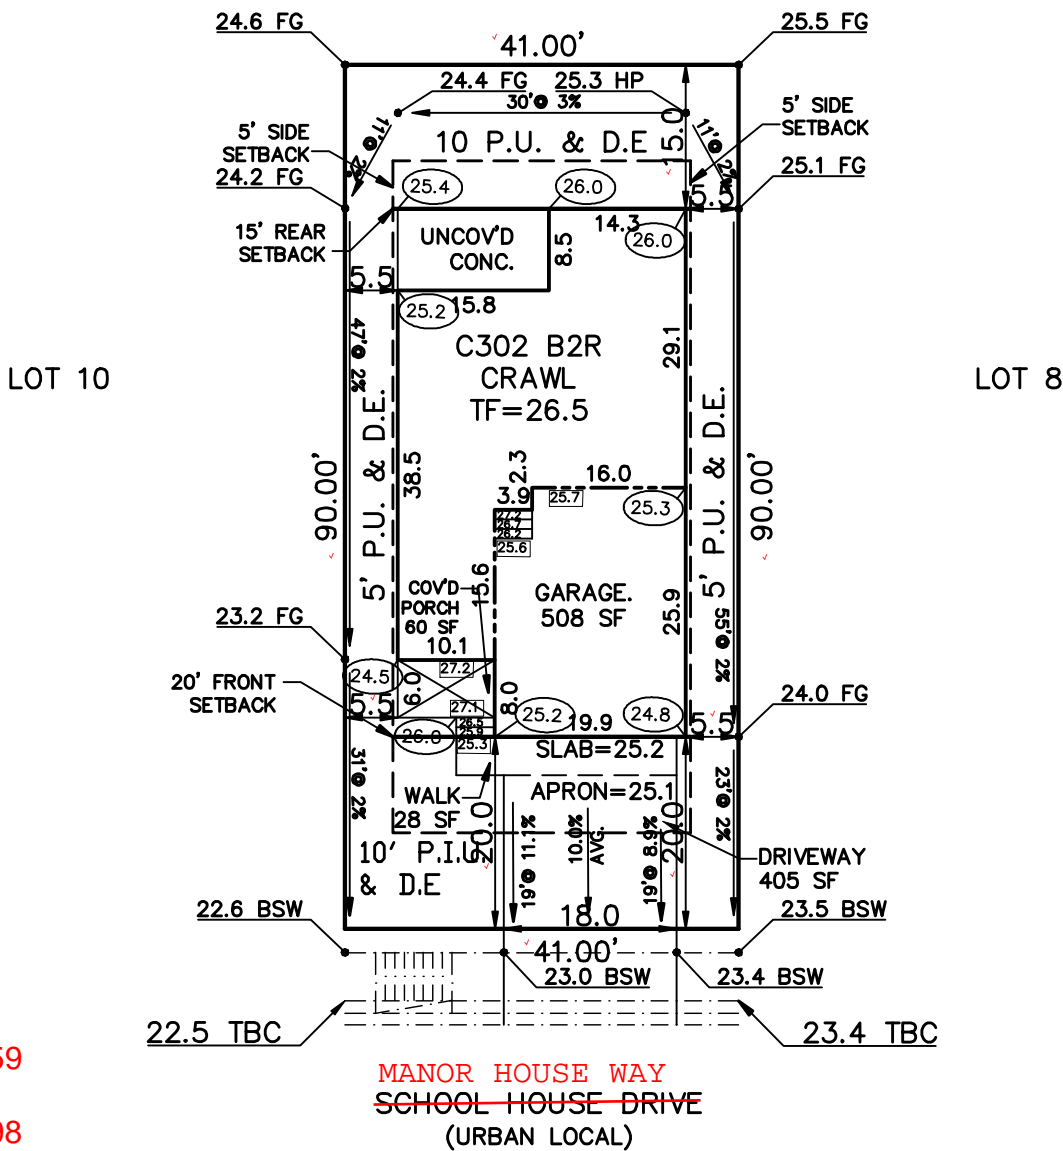 24.6 FG
25.5 FG
41.00'
24.4 FG
25.3 HP
30'@ 3%
5' SIDE
SETBACK
5' SIDE
SETBACK
11'@
11'@
10 P.U. & D.E
15.0
24.2 FG
25.1 FG
25.4
26.0
5.5
15' REAR
SETBACK
UNCOV'D
CONC.
8.5
14.3
26.0
5.5
15.8
25.2
47'@ 2%
C302 B2R
CRAWL
TF=26.5
29.1
LOT 10
LOT 8
5' P.U. & D.E.
5' P.U. & D.E.
38.5
2.3
16.0
3.9
25.7
25.3
90.00'
90.00'
27.2
26.7
26.2
25.6
15.6
COV'D
PORCH
60 SF
GARAGE.
508 SF
25.9
55'@ 2%
23.2 FG
10.1
27.2
24.5
6.0
20' FRONT
SETBACK
5.5
27.1
8.0
25.2
24.8
24.0 FG
5.5
26.0
26.5
25.9
25.3
19.9
SLAB=25.2
31'@ 2%
23'@ 2%
WALK
28 SF
APRON=25.1
20.0
20.0
19'@ 11.1%
10.0%
AVG.
19'@ 8.9%
10' P.I.U.
& D.E
DRIVEWAY
405 SF
22.6 BSW
23.5 BSW
18.0
41.00'
23.0 BSW
23.4 BSW
22.5 TBC
23.4 TBC
MANOR HOUSE WAY
SCHOOL HOUSE DRIVE
(URBAN LOCAL)